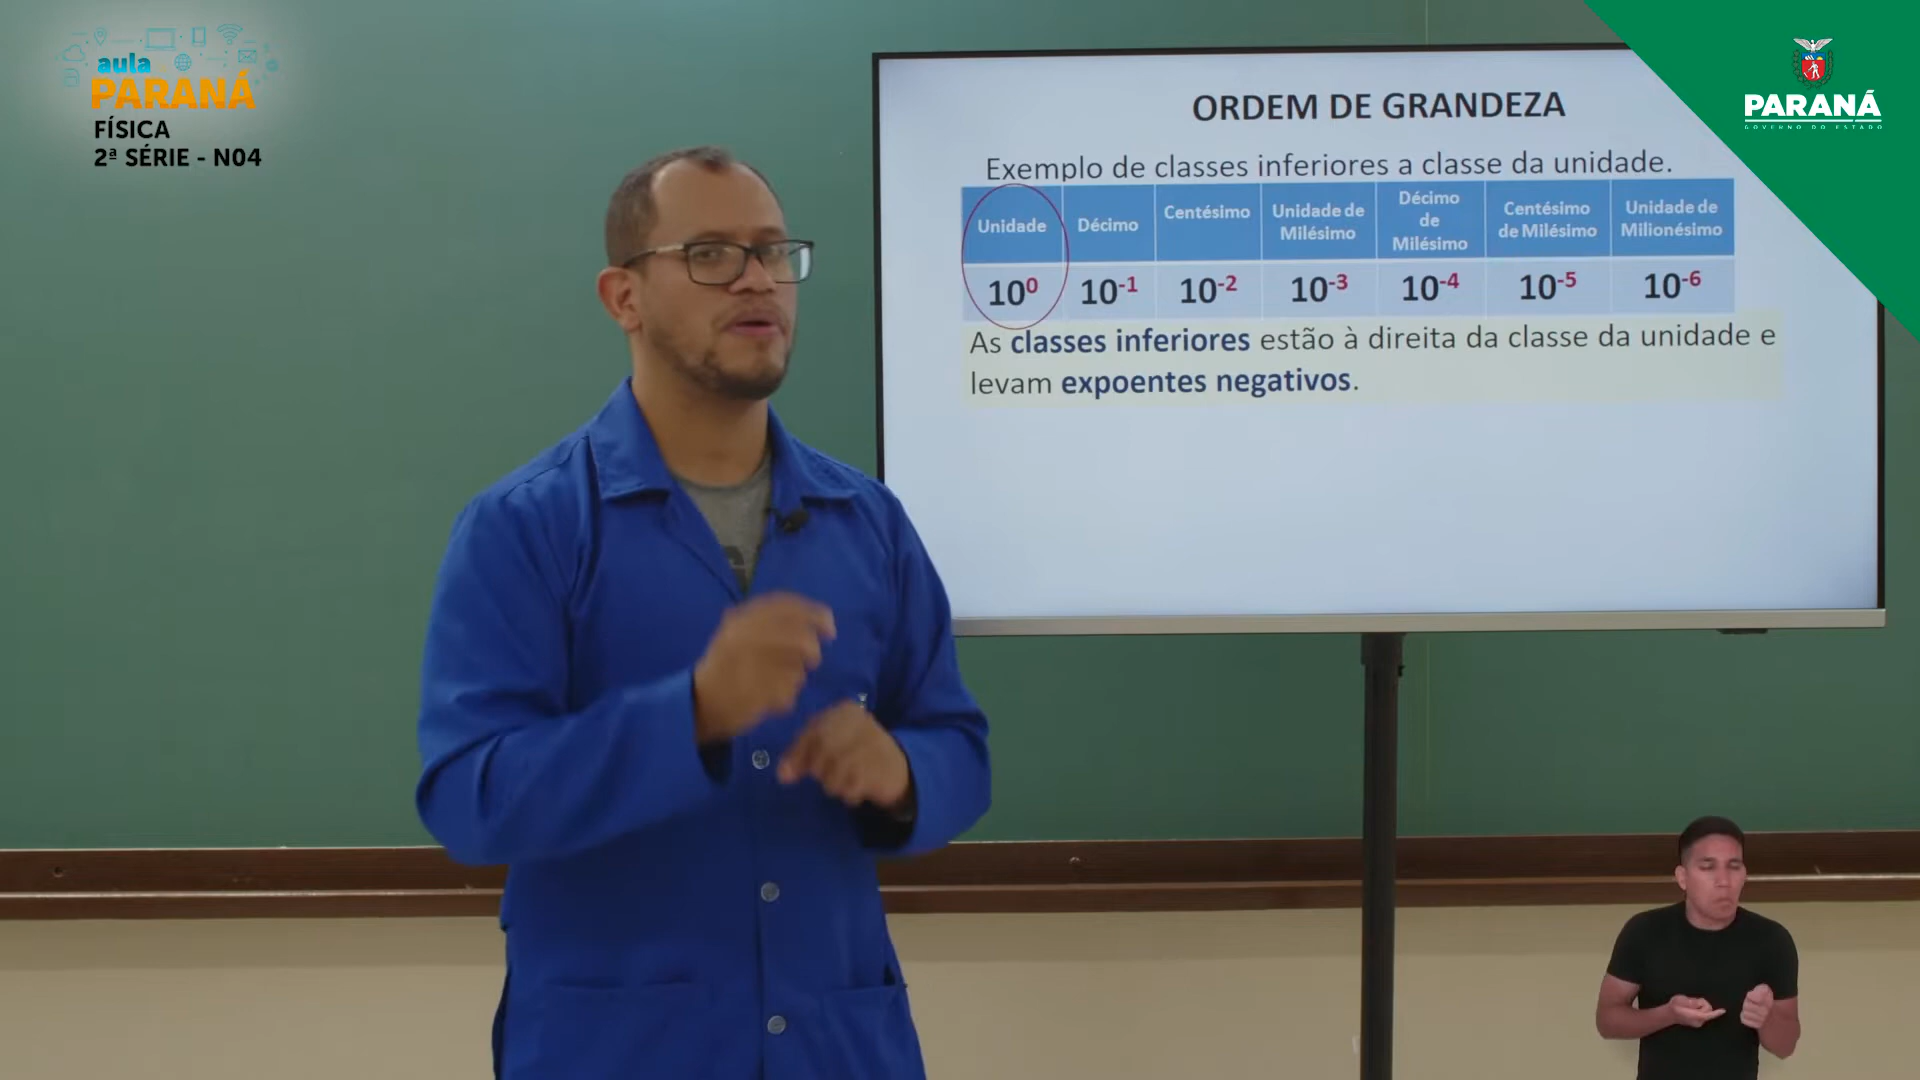 aula
PARANÁ
FÍSICA
2ª SÉRIE - N04
PARANÁ
GOVERNO DO ESTADO
ORDEM DE GRANDEZA
Exemplo de classes inferiores a classe da unidade.
Unidade Décimo Centésimo Unidade de Milésimo Décimo de Milésimo Centésimo de Milésimo Unidade de Milionésimo
10⁰ 10⁻¹ 10⁻² 10⁻³ 10⁻⁴ 10⁻⁵ 10⁻⁶
As classes inferiores estão à direita da classe da unidade e
levam expoentes negativos.